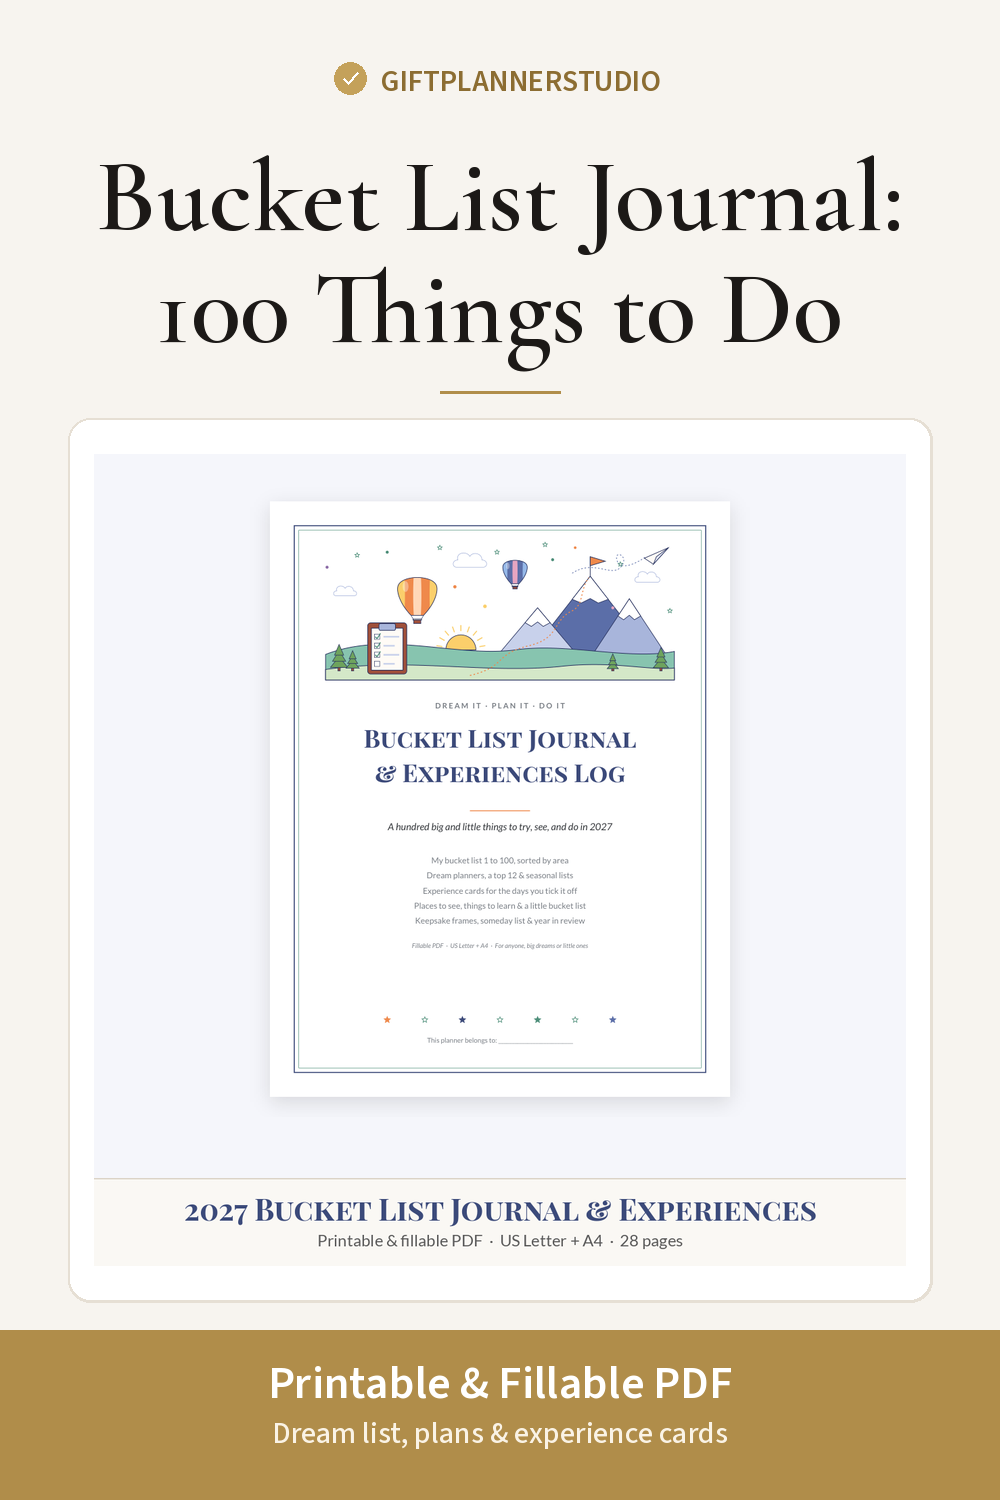 GIFTPLANNERSTUDIO
Bucket List Journal:
100 Things to Do
DREAM IT · PLAN IT · DO IT
Bucket List Journal
& Experiences Log
A hundred big and little things to try, see, and do in 2027
My bucket list 1 to 100, sorted by area
Dream planners, a top 12 & seasonal lists
Experience cards for the days you tick it off
Places to see, things to learn & a little bucket list
Keepsake frames, someday list & year in review
Fillable PDF · US Letter + A4 · For anyone, big dreams or little ones
This planner belongs to: ____________________
2027 Bucket List Journal & Experiences
Printable & fillable PDF · US Letter + A4 · 28 pages
Printable & Fillable PDF
Dream list, plans & experience cards